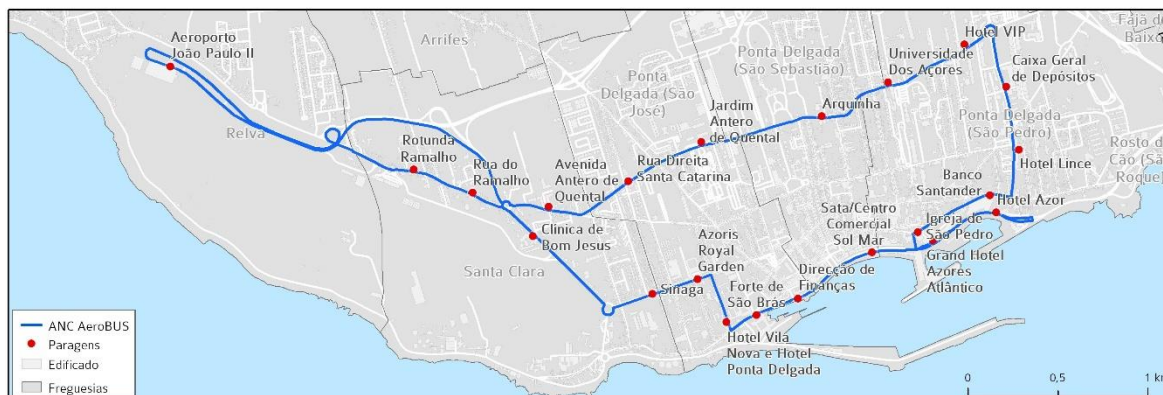 Aeroporto
João Paulo II
Arrifes
Relva
Rotunda
Ramalho
Rua do
Ramalho
Avenida
Antero de
Quental
Ponta
Delgada (São
José)
Rua Direita
Santa Catarina
Jardim
Antero
de Quental
Ponta Delgada
(São Sebastião)
Arquinha
Universidade
Dos Açores
Hotel VIP
Fajã de
Baixo
Caixa Geral
de Depósitos
Ponta Delgada
(São Pedro)
Hotel Lince
Rosto de
Cão (Sã
Roque)
Banco
Santander
Hotel Azor
Igreja de
São Pedro
Grand Hotel
Azores
Atlântico
Sata/Centro
Comercial
Sol Mar
Direcção de
Finanças
Forte de
São Brás
Hotel Vila
Nova e Hotel
Ponta Delgada
Azoris
Royal
Garden
Sinaga
Clinica de
Bom Jesus
Santa Clara
ANC AeroBUS
Paragens
Edificado
Freguesias
0 0,5 1 km